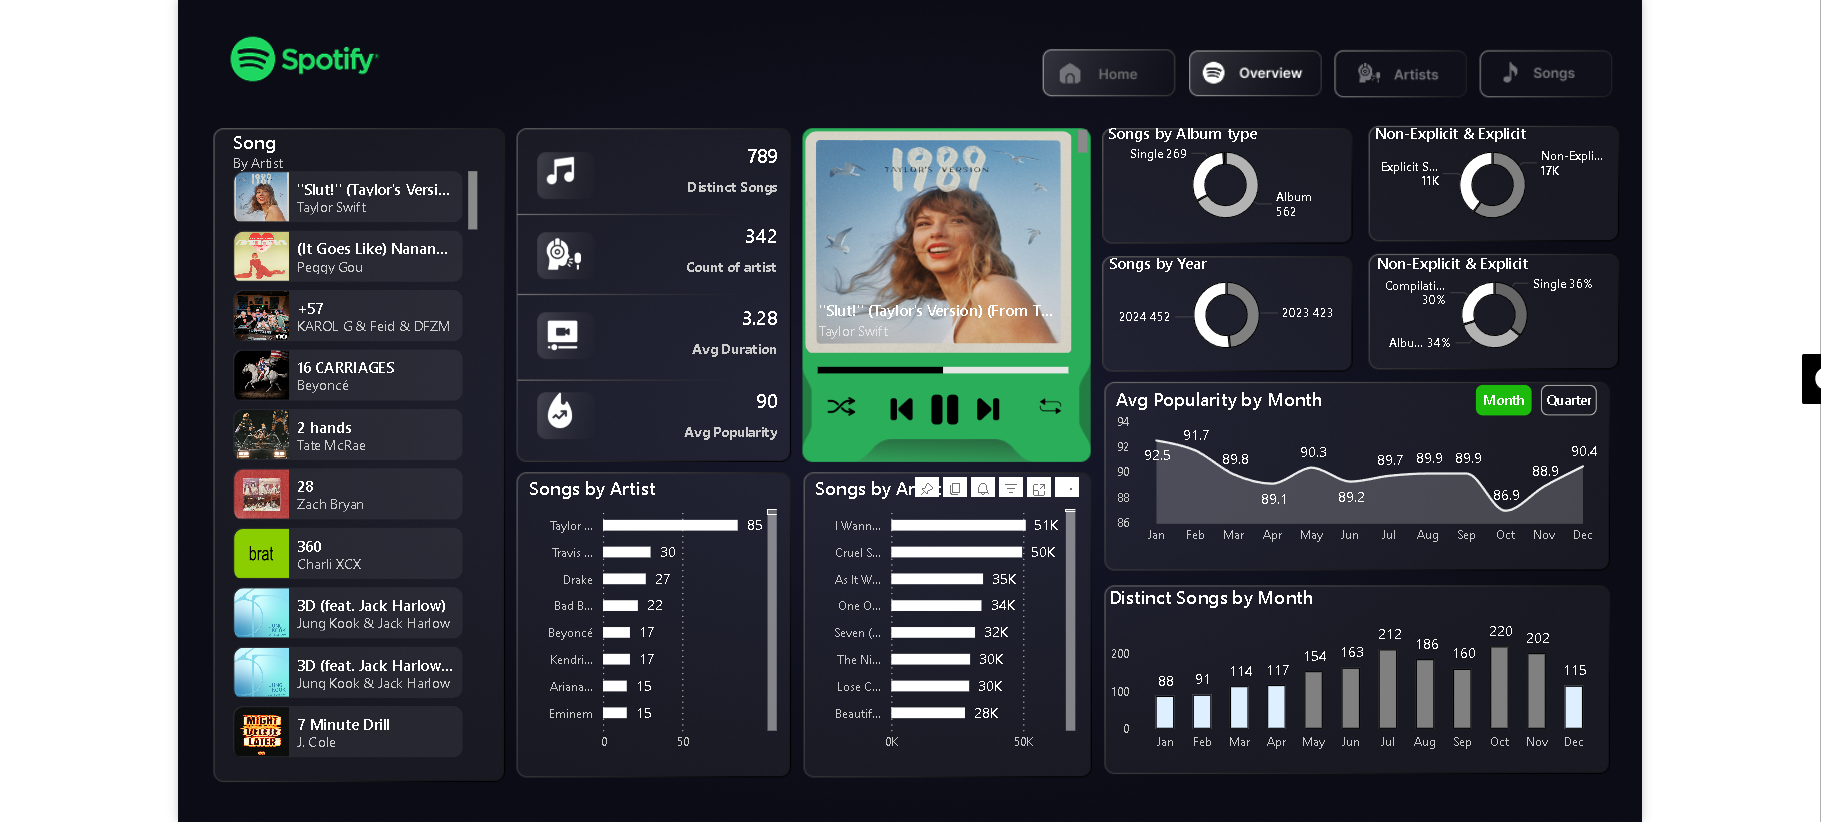 Spotify
Home
Overview
Artists
Songs
Song
By Artist
"Slut!" (Taylor's Versi...
Taylor Swift
(It Goes Like) Nanan...
Peggy Gou
+57
KAROL G & Feid & DFZM
16 CARRIAGES
Beyoncé
2 hands
Tate McRae
28
Zach Bryan
brat
360
Charli XCX
3D (feat. Jack Harlow)
Jung Kook & Jack Harlow
3D (feat. Jack Harlow...
Jung Kook & Jack Harlow
MIGHT
DELETE
LATER
7 Minute Drill
J. Cole
789
Distinct Songs
342
Count of artist
3.28
Avg Duration
90
Avg Popularity
1989
TAYLOR'S VERSION
"Slut!" (Taylor's Version) (From T...
Taylor Swift
Songs by Artist
Taylor ... 85
Travis ... 30
Drake 27
Bad B... 22
Beyoncé 17
Kendri... 17
Ariana... 15
Eminem 15
0 50
Songs by Ar
I Wann... 51K
Cruel S... 50K
As It W... 35K
One O... 34K
Seven (... 32K
The Ni... 30K
Lose C... 30K
Beautif... 28K
0K 50K
Songs by Album type
Single 269
Album
562
Non-Explicit & Explicit
Explicit S...
11K
Non-Expli...
17K
Songs by Year
2024 452
2023 423
Non-Explicit & Explicit
Compilati...
30%
Single 36%
Albu... 34%
Avg Popularity by Month
Month
Quarter
94
92
90
88
86
92.5
91.7
89.8
89.1
90.3
89.2
89.7
89.9
89.9
86.9
88.9
90.4
Jan Feb Mar Apr May Jun Jul Aug Sep Oct Nov Dec
Distinct Songs by Month
200
100
0
88
91
114
117
154
163
212
186
160
220
202
115
Jan Feb Mar Apr May Jun Jul Aug Sep Oct Nov Dec